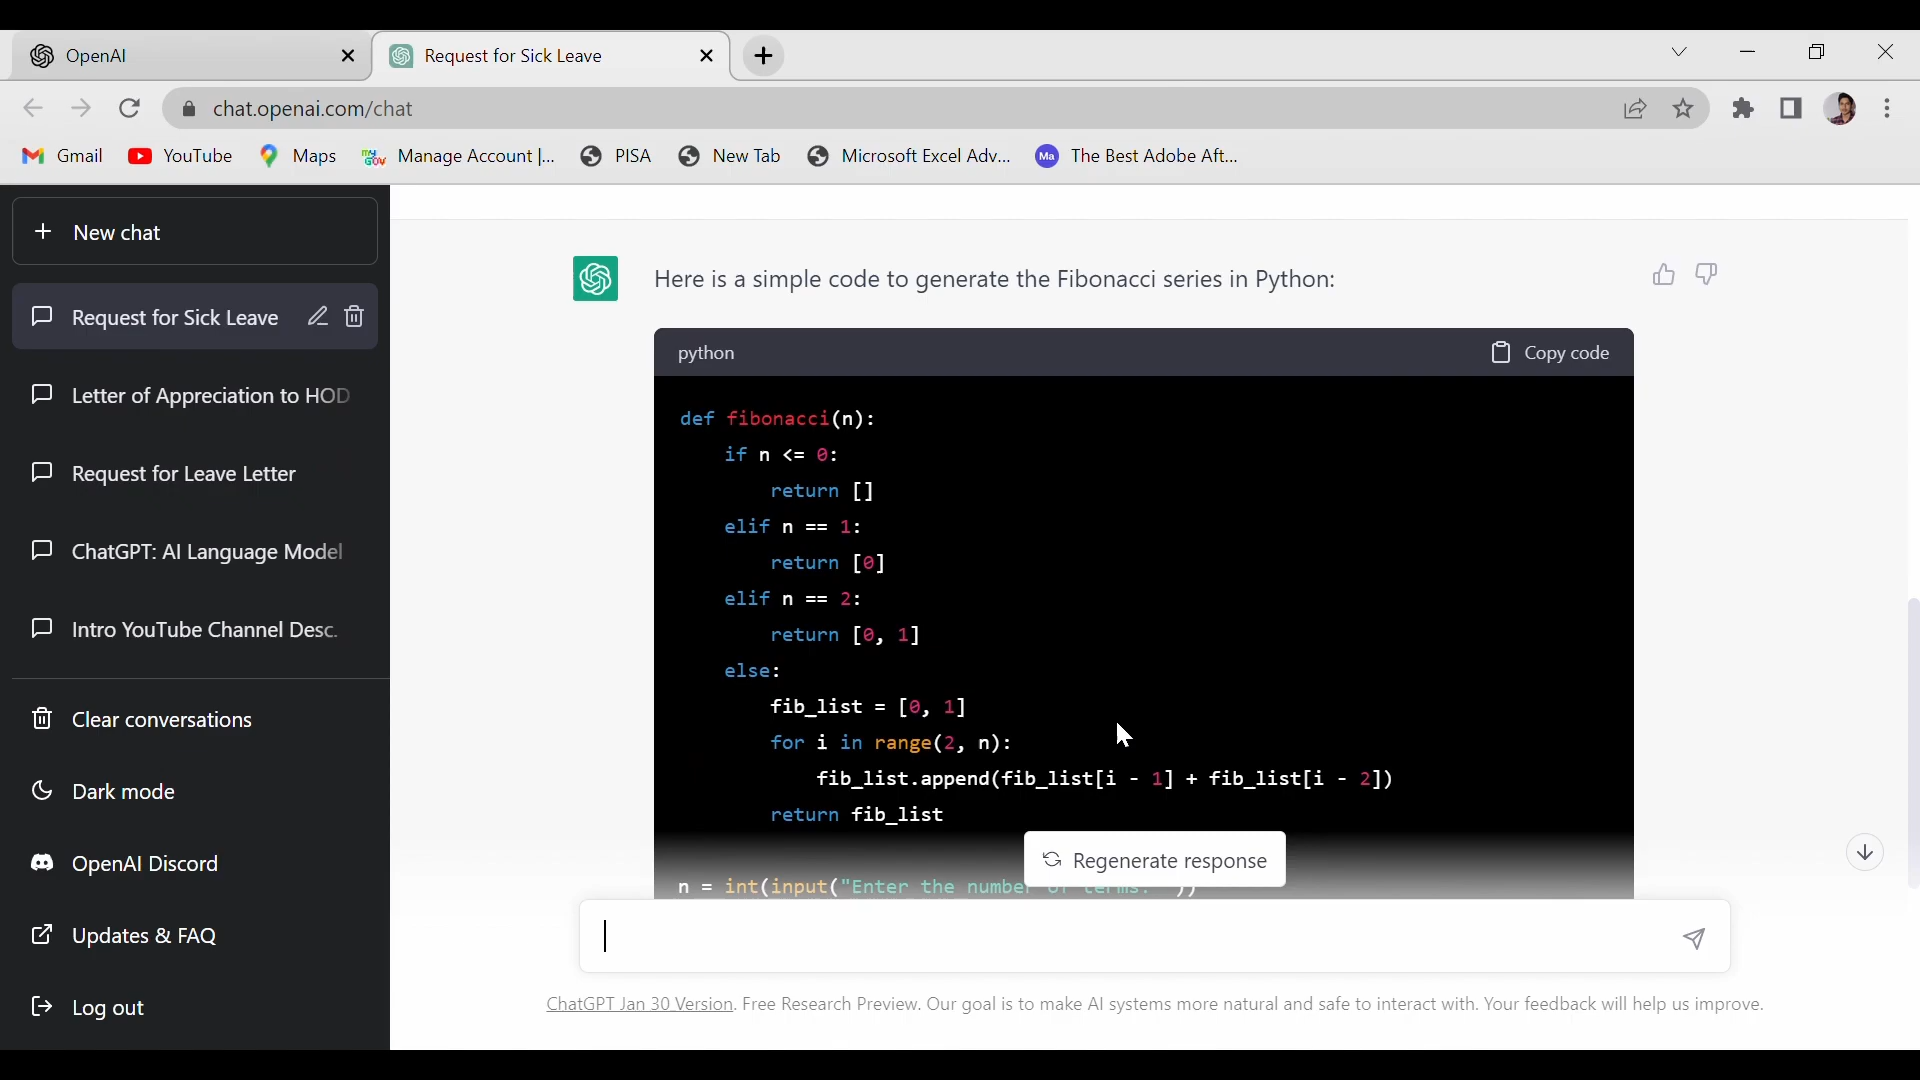 OpenAI
Request for Sick Leave
chat.openai.com/chat
Gmail
YouTube
Maps
Manage Account |...
PISA
New Tab
Microsoft Excel Adv...
Ma
The Best Adobe Aft...
New chat
Request for Sick Leave
Letter of Appreciation to HOD
Request for Leave Letter
ChatGPT: AI Language Model
Intro YouTube Channel Desc.
Clear conversations
Dark mode
OpenAI Discord
Updates & FAQ
Log out
Here is a simple code to generate the Fibonacci series in Python:
python
Copy code
def fibonacci(n):
    if n <= 0:
        return []
    elif n == 1:
        return [0]
    elif n == 2:
        return [0, 1]
    else:
        fib_list = [0, 1]
        for i in range(2, n):
            fib_list.append(fib_list[i - 1] + fib_list[i - 2])
        return fib_list
n = int(input("Enter the number of terms: "))
Regenerate response
ChatGPT Jan 30 Version. Free Research Preview. Our goal is to make AI systems more natural and safe to interact with. Your feedback will help us improve.